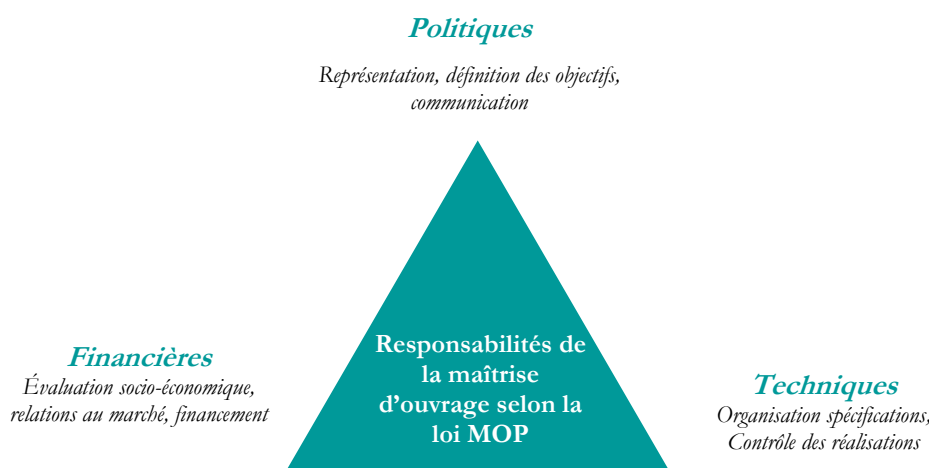 Politiques
Représentation, définition des objectifs,
communication
Financières
Évaluation socio-économique,
relations au marché, financement
Responsabilités de
la maîtrise
d'ouvrage selon la
loi MOP
Techniques
Organisation spécifications,
Contrôle des réalisations